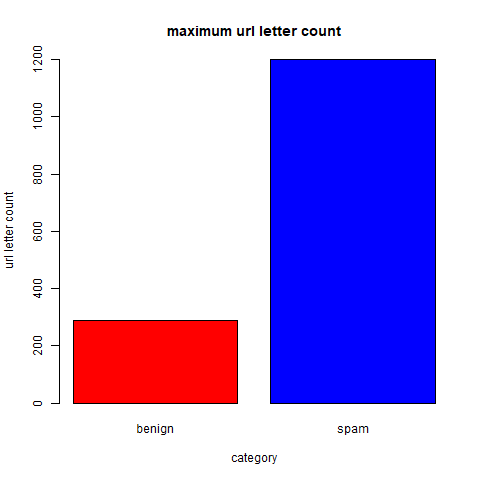 maximum url letter count
url letter count
1200
1000
800
600
400
200
0
benign
spam
category